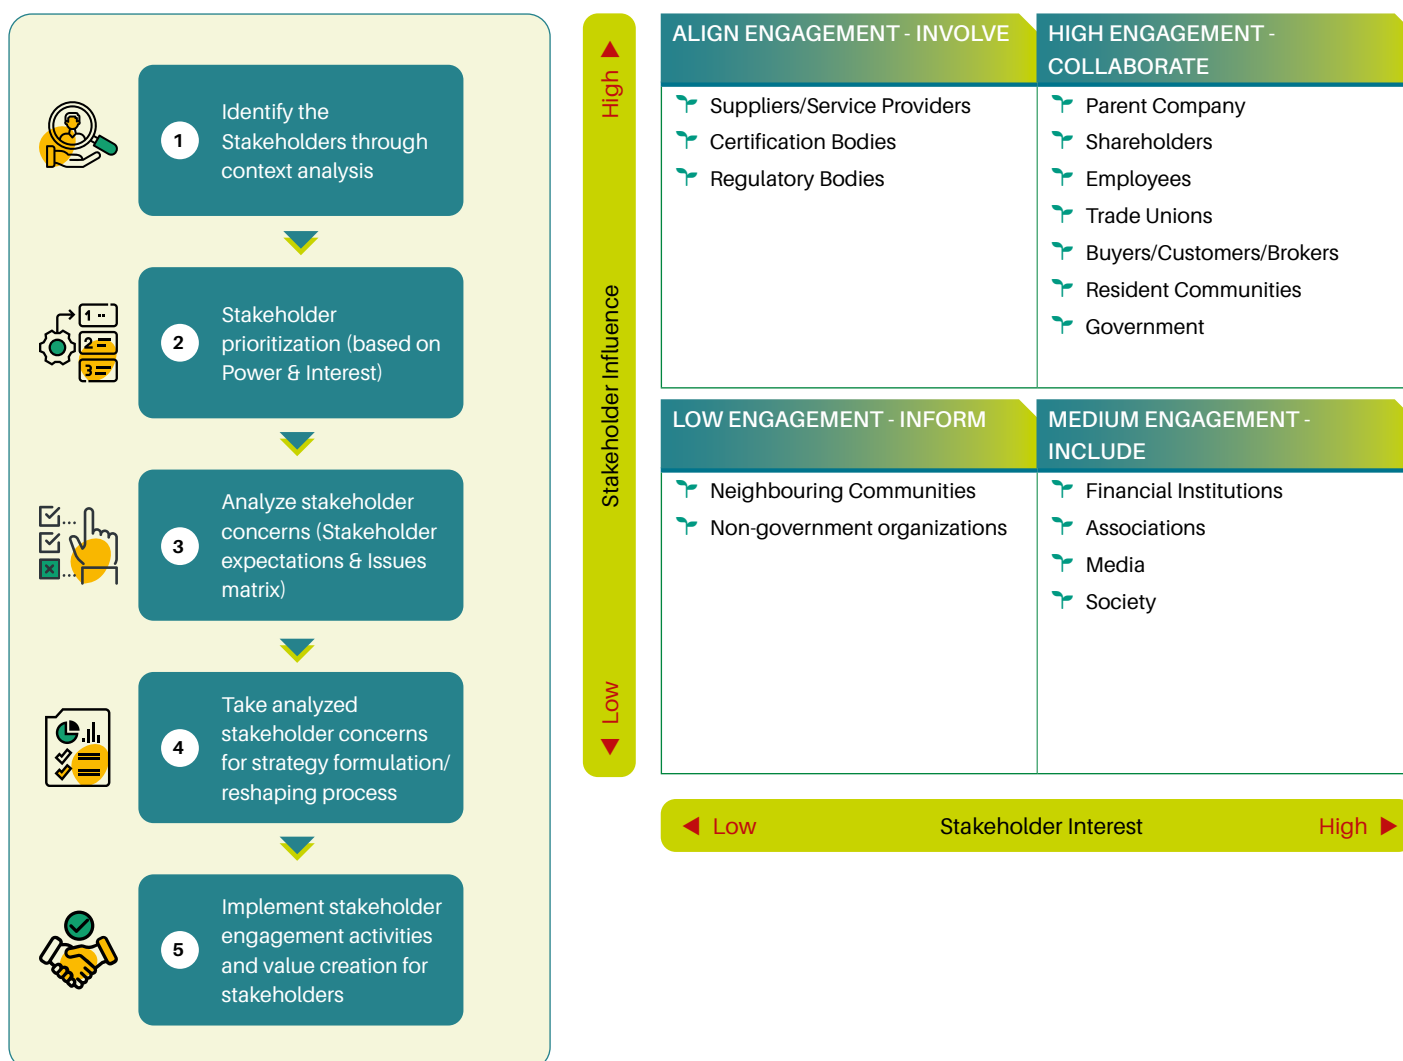 1
Identify the
Stakeholders through
context analysis
2
Stakeholder
prioritization (based on
Power & Interest)
1
2
3
3
Analyze stakeholder
concerns (Stakeholder
expectations & Issues
matrix)
4
Take analyzed
stakeholder concerns
for strategy formulation/
reshaping process
5
Implement stakeholder
engagement activities
and value creation for
stakeholders
High
Stakeholder Influence
Low
ALIGN ENGAGEMENT - INVOLVE
Suppliers/Service Providers
Certification Bodies
Regulatory Bodies
HIGH ENGAGEMENT -
COLLABORATE
Parent Company
Shareholders
Employees
Trade Unions
Buyers/Customers/Brokers
Resident Communities
Government
LOW ENGAGEMENT - INFORM
Neighbouring Communities
Non-government organizations
MEDIUM ENGAGEMENT -
INCLUDE
Financial Institutions
Associations
Media
Society
Low Stakeholder Interest High